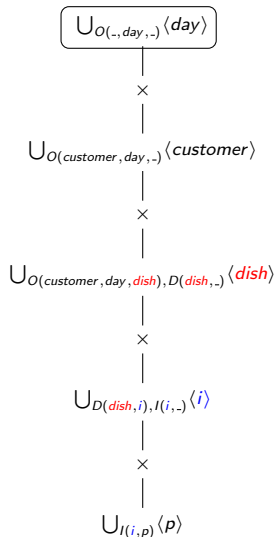 ⋃O(_,day,_)⟨day⟩
×
⋃O(customer,day,_)⟨customer⟩
×
⋃O(customer,day,dish),D(dish,_)⟨dish⟩
×
⋃D(dish,i),I(i,_)⟨i⟩
×
⋃I(i,p)⟨p⟩